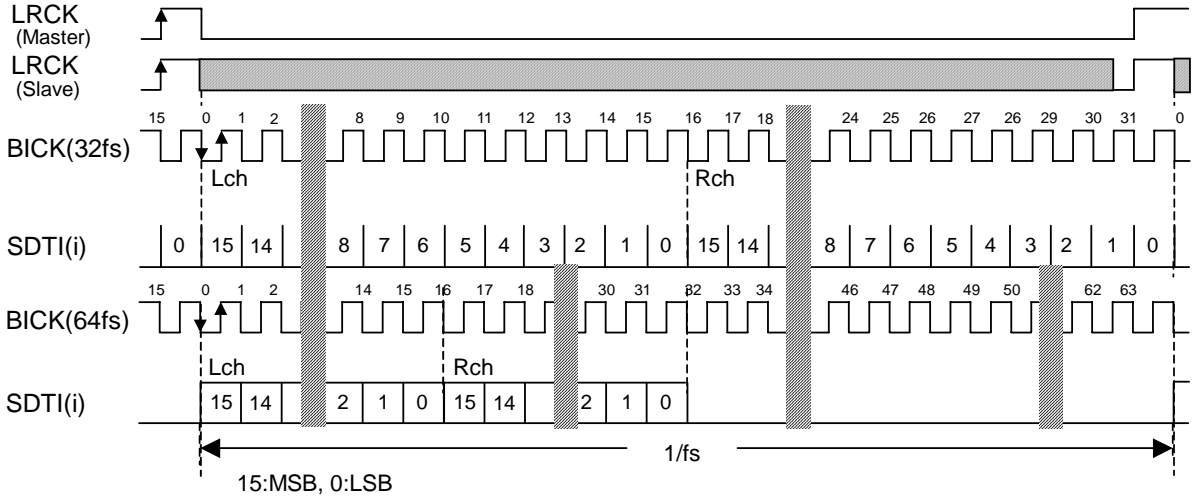 LRCK
(Master)
LRCK
(Slave)
15 0 1 2 8 9 10 11 12 13 14 15 16 17 18 24 25 26 27 26 29 30 31 0
BICK(32fs)
Lch Rch
SDTI(i) 0 15 14 8 7 6 5 4 3 2 1 0 15 14 8 7 6 5 4 3 2 1 0
15 0 1 2 14 15 16 17 18 30 31 32 33 34 46 47 48 49 50 62 63
BICK(64fs)
Lch Rch
SDTI(i) 15 14 2 1 0 15 14 2 1 0
1/fs
15:MSB, 0:LSB